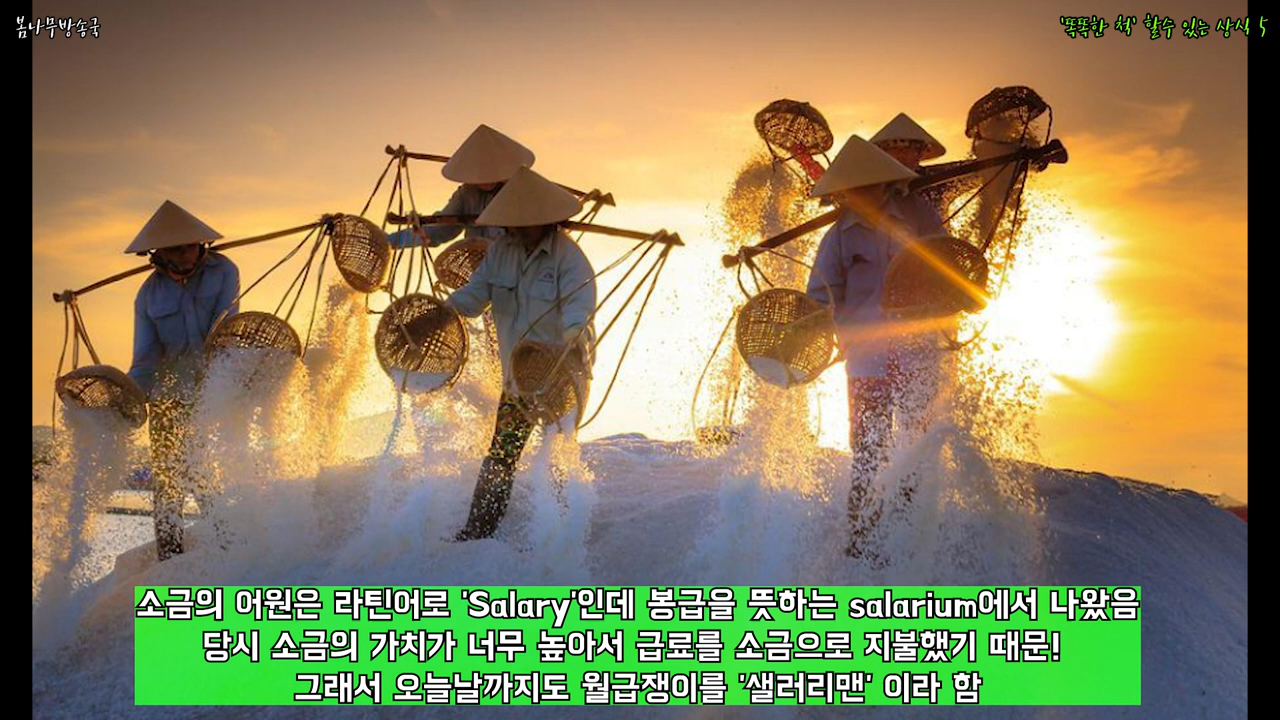 봄나무방송국
'똑똑한 척' 할수 있는 상식 5
소금의 어원은 라틴어로 'Salary'인데 봉급을 뜻하는 salarium에서 나왔음
당시 소금의 가치가 너무 높아서 급료를 소금으로 지불했기 때문!
그래서 오늘날까지도 월급쟁이를 '샐러리맨' 이라 함